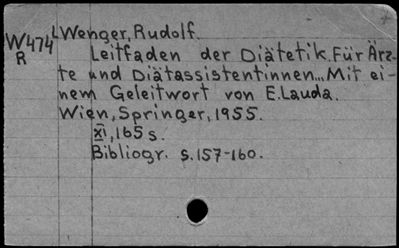 W474L Wenger, Rudolf.
R Leitfaden der Diätetik. Für Ärz-
te und Diätassistentinnen... Mit ei-
nem Geleitwort von E. Lauda.
Wien, Springer, 1955.
XI, 165 s.
Bibliogr. s. 157-160.